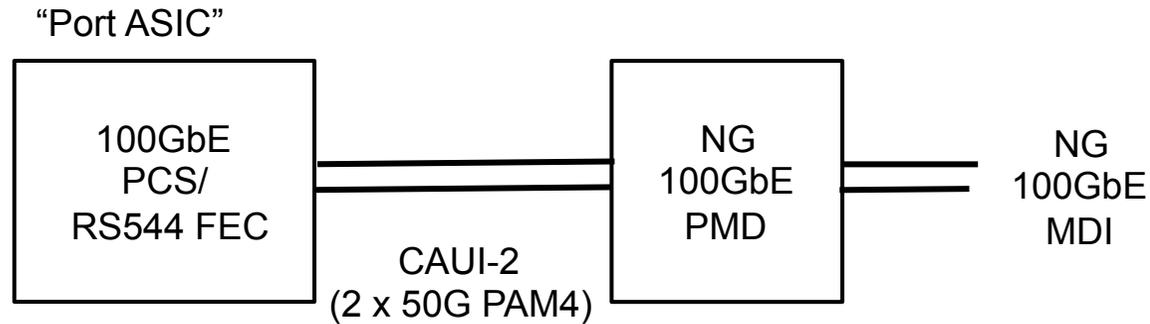 “Port ASIC”
100GbE
PCS/
RS544 FEC
CAUI-2
(2 x 50G PAM4)
NG
100GbE
PMD
NG
100GbE
MDI